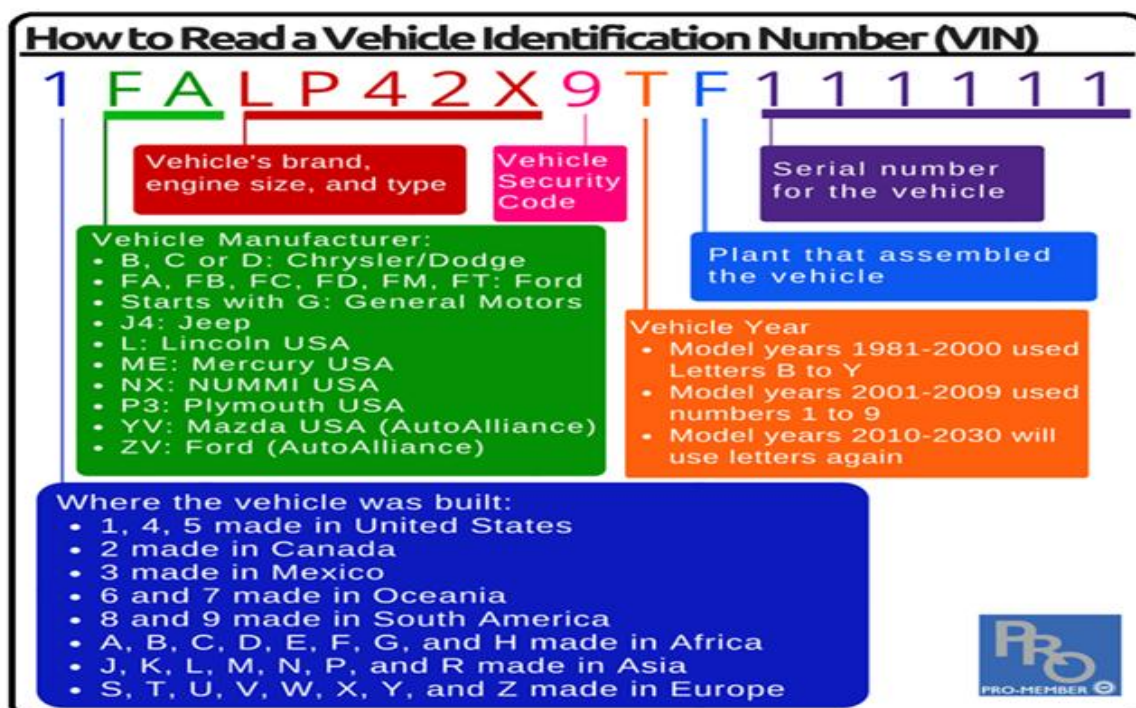 How to Read a Vehicle Identification Number (VIN)
1 F A L P 4 2 X 9 T F 1 1 1 1 1 1
Vehicle's brand,
engine size, and type
Vehicle
Security
Code
Serial number
for the vehicle
Vehicle Manufacturer:
• B, C or D: Chrysler/Dodge
• FA, FB, FC, FD, FM, FT: Ford
• Starts with G: General Motors
• J4: Jeep
• L: Lincoln USA
• ME: Mercury USA
• NX: NUMMI USA
• P3: Plymouth USA
• YV: Mazda USA (AutoAlliance)
• ZV: Ford (AutoAlliance)
Plant that assembled
the vehicle
Vehicle Year
• Model years 1981-2000 used
Letters B to Y
• Model years 2001-2009 used
numbers 1 to 9
• Model years 2010-2030 will
use letters again
Where the vehicle was built:
• 1, 4, 5 made in United States
• 2 made in Canada
• 3 made in Mexico
• 6 and 7 made in Oceania
• 8 and 9 made in South America
• A, B, C, D, E, F, G, and H made in Africa
• J, K, L, M, N, P, and R made in Asia
• S, T, U, V, W, X, Y, and Z made in Europe
PRO
PRO-MEMBER